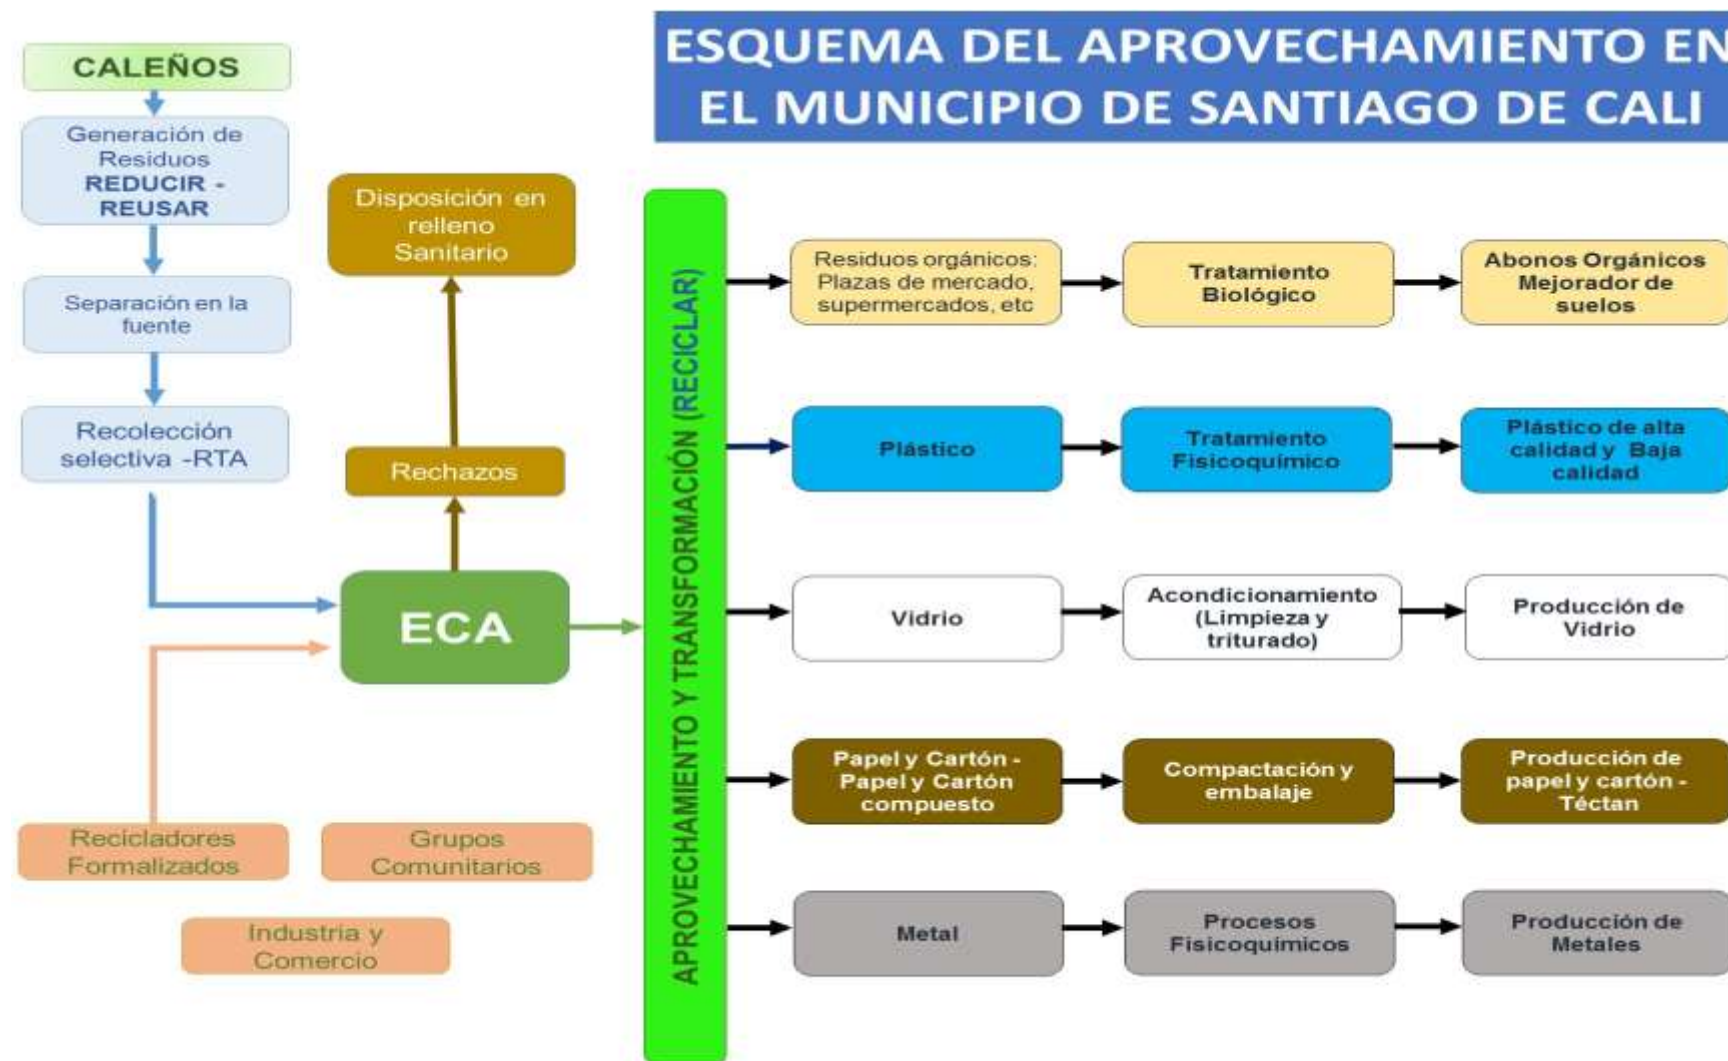 ESQUEMA DEL APROVECHAMIENTO EN
EL MUNICIPIO DE SANTIAGO DE CALI
CALEÑOS
Generación de
Residuos
REDUCIR -
REUSAR
Separación en la
fuente
Recolección
selectiva -RTA
Disposición en
relleno
Sanitario
Rechazos
ECA
Recicladores
Formalizados
Grupos
Comunitarios
Industria y
Comercio
APROVECHAMIENTO Y TRANSFORMACIÓN (RECICLAR)
Residuos orgánicos:
Plazas de mercado,
supermercados, etc
Tratamiento
Biológico
Abonos Orgánicos
Mejorador de
suelos
Plástico
Tratamiento
Fisicoquímico
Plástico de alta
calidad y Baja
calidad
Vidrio
Acondicionamiento
(Limpieza y
triturado)
Producción de
Vidrio
Papel y Cartón -
Papel y Cartón
compuesto
Compactación y
embalaje
Producción de
papel y cartón -
Téctan
Metal
Procesos
Fisicoquímicos
Producción de
Metales